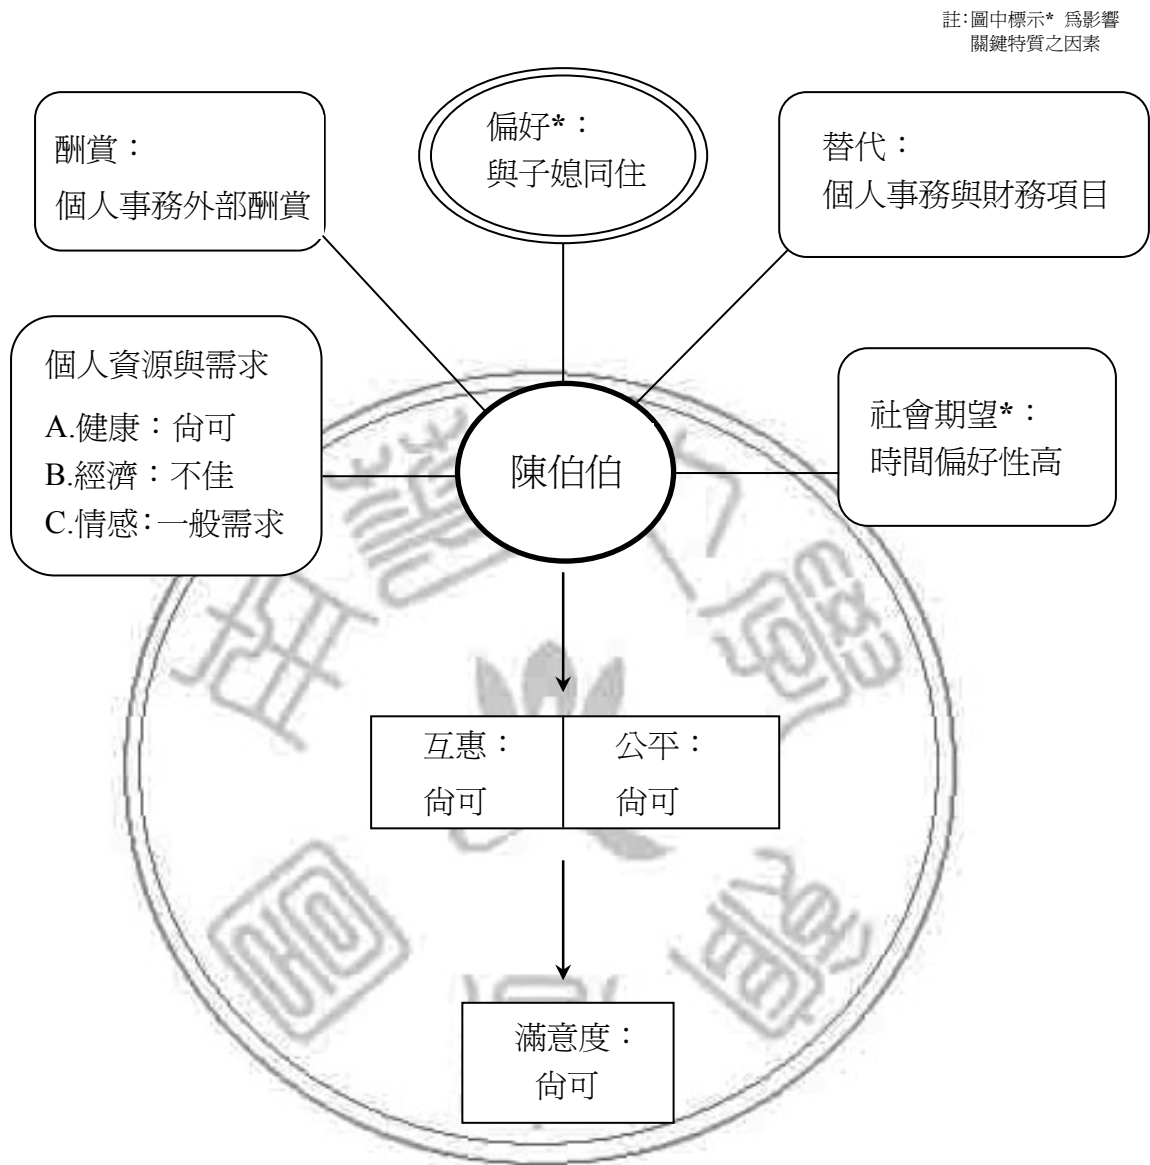 註:圖中標示* 為影響
關鍵特質之因素
酬賞：
個人事務外部酬賞
偏好*：
與子媳同住
替代：
個人事務與財務項目
個人資源與需求
A.健康：尚可
B.經濟：不佳
C.情感：一般需求
陳伯伯
社會期望*：
時間偏好性高
互惠：
尚可
公平：
尚可
滿意度：
尚可